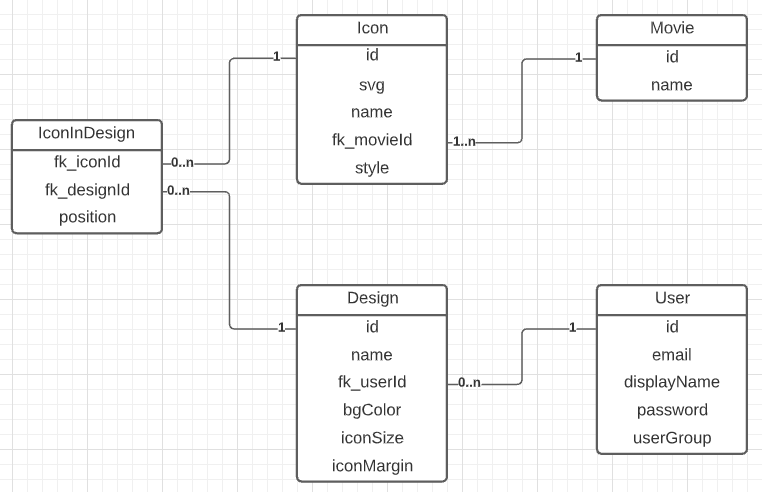 Icon
id
svg
name
fk_movieId
style
Movie
id
name
IconInDesign
fk_iconId
fk_designId
position
Design
id
name
fk_userId
bgColor
iconSize
iconMargin
User
id
email
displayName
password
userGroup
1
0..n
0..n
1
1
1..n
1
0..n